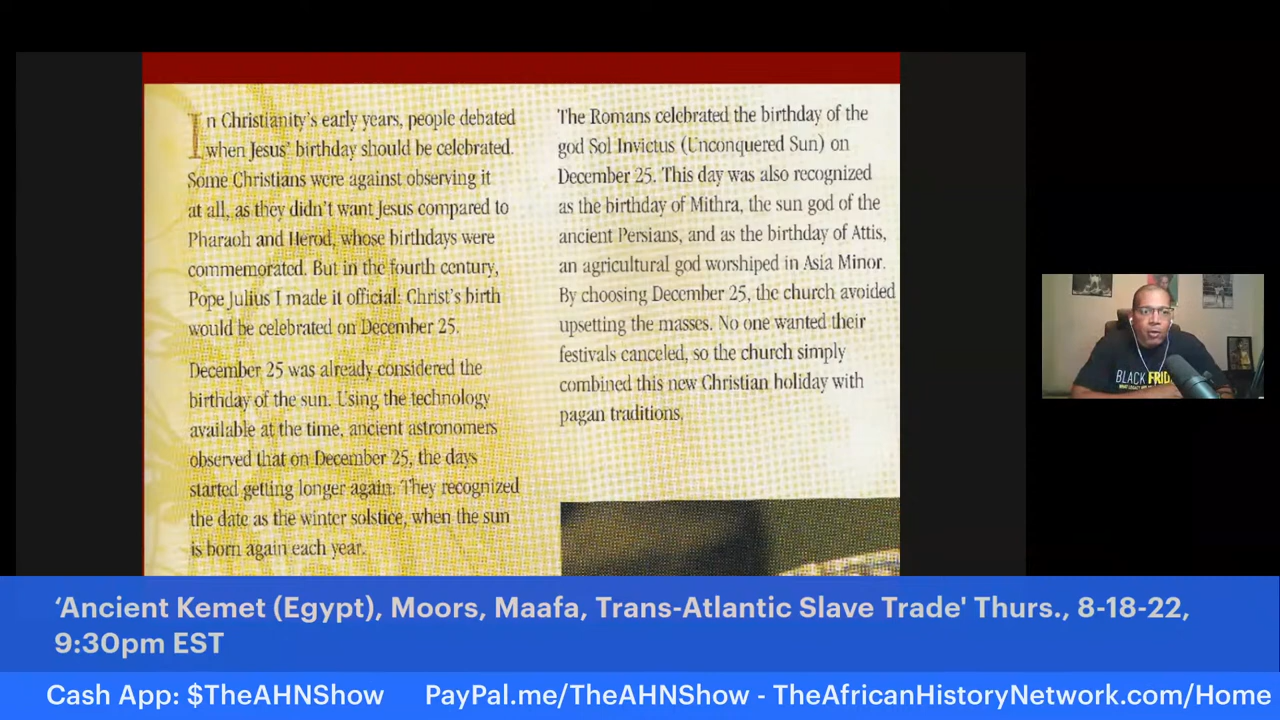 In Christianity's early years, people debated
when Jesus' birthday should be celebrated.
Some Christians were against observing it
at all, as they didn't want Jesus compared to
Pharaoh and Herod, whose birthdays were
commemorated. But in the fourth century,
Pope Julius I made it official: Christ's birth
would be celebrated on December 25.
December 25 was already considered the
birthday of the sun. Using the technology
available at the time, ancient astronomers
observed that on December 25, the days
started getting longer again. They recognized
the date as the winter solstice, when the sun
is born again each year.
The Romans celebrated the birthday of the
god Sol Invictus (Unconquered Sun) on
December 25. This day was also recognized
as the birthday of Mithra, the sun god of the
ancient Persians, and as the birthday of Attis,
an agricultural god worshiped in Asia Minor.
By choosing December 25, the church avoided
upsetting the masses. No one wanted their
festivals canceled, so the church simply
combined this new Christian holiday with
pagan traditions.
BLACK FRID
‘Ancient Kemet (Egypt), Moors, Maafa, Trans-Atlantic Slave Trade' Thurs., 8-18-22,
9:30pm EST
Cash App: $TheAHNShow PayPal.me/TheAHNShow - TheAfricanHistoryNetwork.com/Home